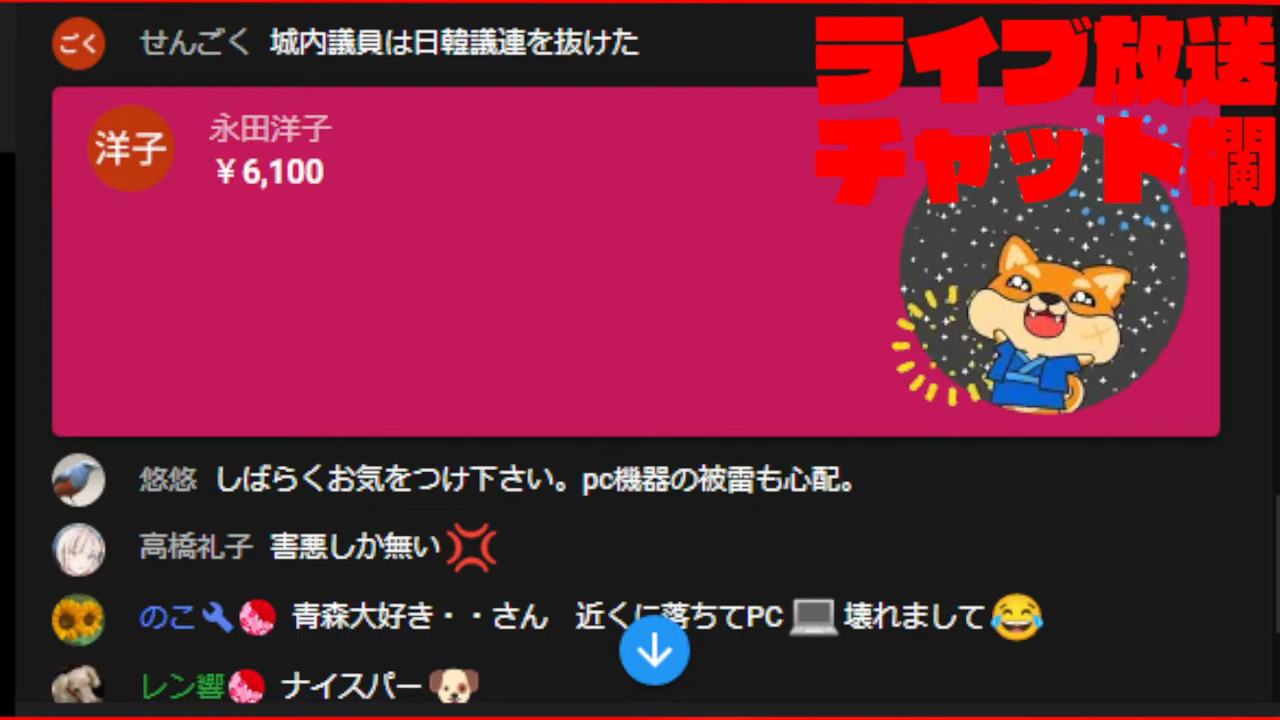 ごく せんごく 城内議員は日韓議連を抜けた
ライブ放送
チャット欄
洋子 永田洋子
¥6,100
悠悠 しばらくお気をつけ下さい。pc機器の被雷も心配。
高橋礼子 害悪しか無い💢
のこ🔧 青森大好き・・さん　近くに落ちてPC💻壊れまして😂
レン響 ナイスパー🐶